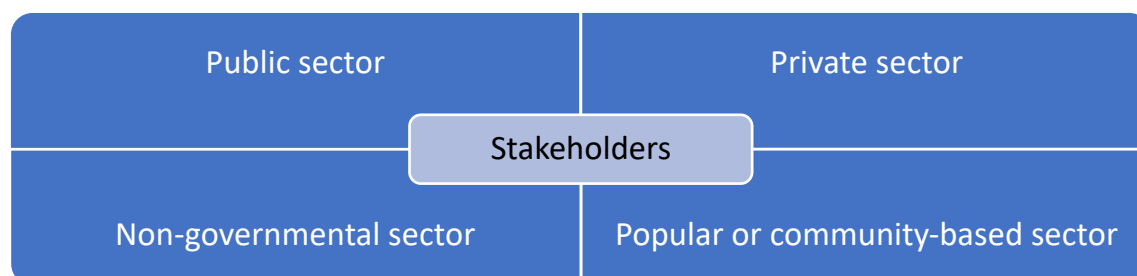 Public sector
Private sector
Stakeholders
Non-governmental sector
Popular or community-based sector